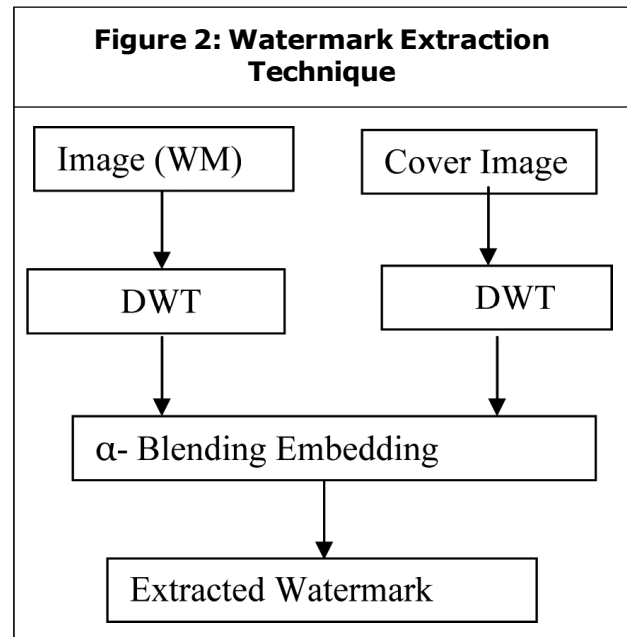 Figure 2: Watermark Extraction
Technique
Image (WM)
Cover Image
DWT
DWT
α- Blending Embedding
Extracted Watermark